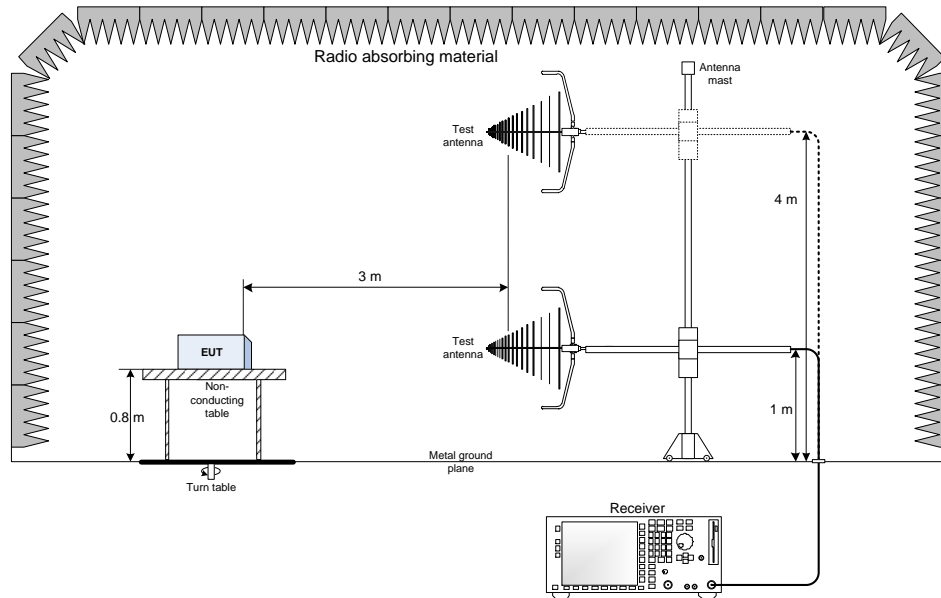 Radio absorbing material
Antenna
mast
Test
antenna
4 m
3 m
Test
antenna
EUT
Non-
conducting
table
0.8 m
1 m
Metal ground
plane
Turn table
Receiver